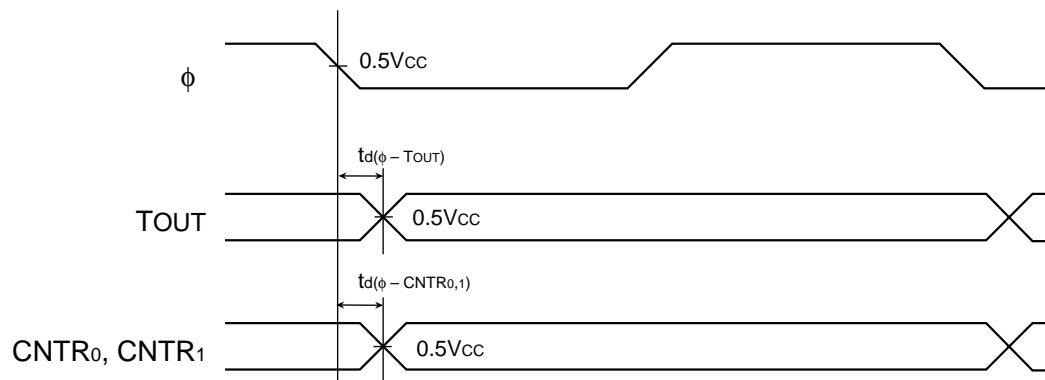 0.5VCC
ϕ
td(ϕ – TOUT)
TOUT
0.5VCC
td(ϕ – CNTR0,1)
CNTR0, CNTR1
0.5VCC